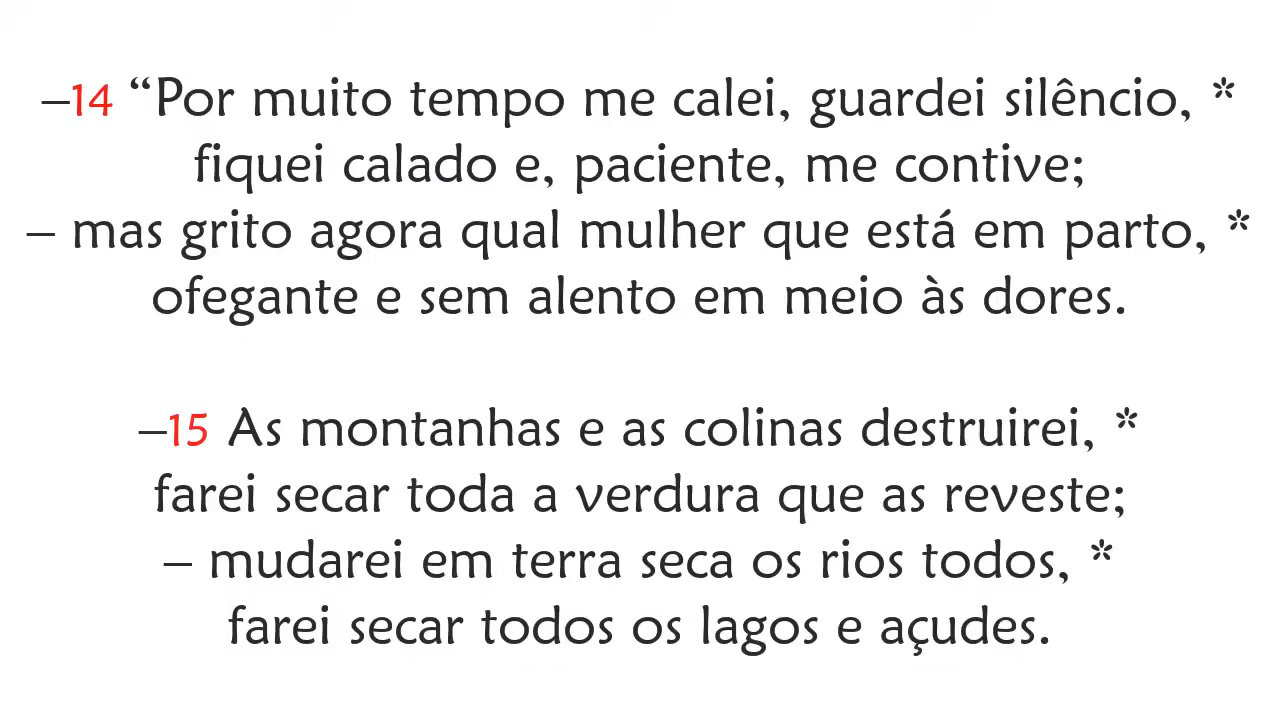 –14 “Por muito tempo me calei, guardei silêncio, *
fiquei calado e, paciente, me contive;
– mas grito agora qual mulher que está em parto, *
ofegante e sem alento em meio às dores.
–15 As montanhas e as colinas destruirei, *
farei secar toda a verdura que as reveste;
– mudarei em terra seca os rios todos, *
farei secar todos os lagos e açudes.